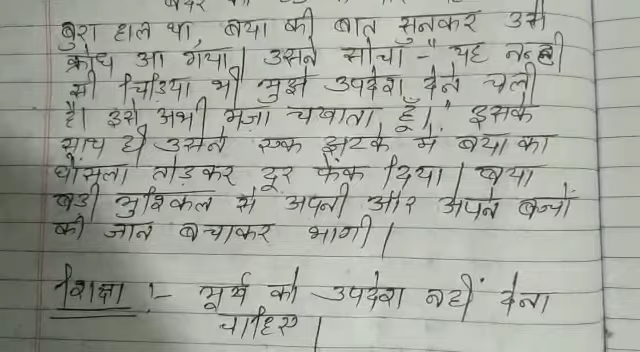 बुरा हाल था, बया की बात सुनकर उसे
क्रोध आ गया। उसने सोचा - "यह नन्ही
सी चिड़िया भी मुझे उपदेश देने चली
है। इसे अभी मज़ा चखाता हूँ।" इसके
साथ ही उसने एक झटके में बया का
घोंसला तोड़कर दूर फेंक दिया। बया
बड़ी मुश्किल से अपनी और अपने बच्चों
की जान बचाकर भागी।
शिक्षा :- मूर्ख को उपदेश नहीं देना
चाहिए।